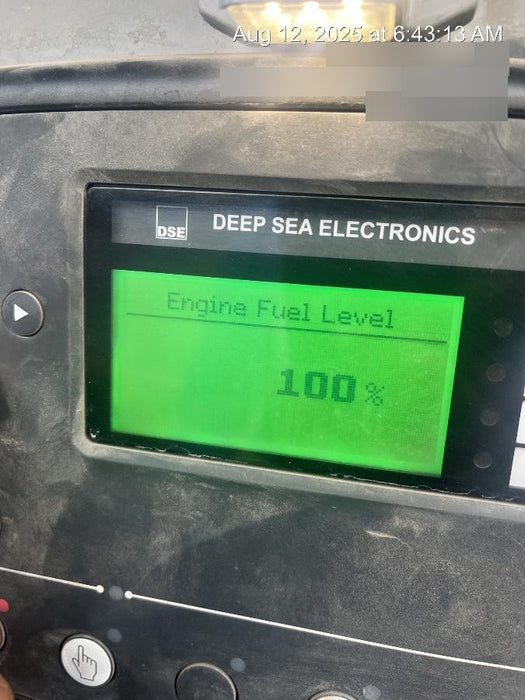 Aug 12, 2025 at 6:43:13 AM
DSE
DEEP SEA ELECTRONICS
Engine Fuel Level
100 %